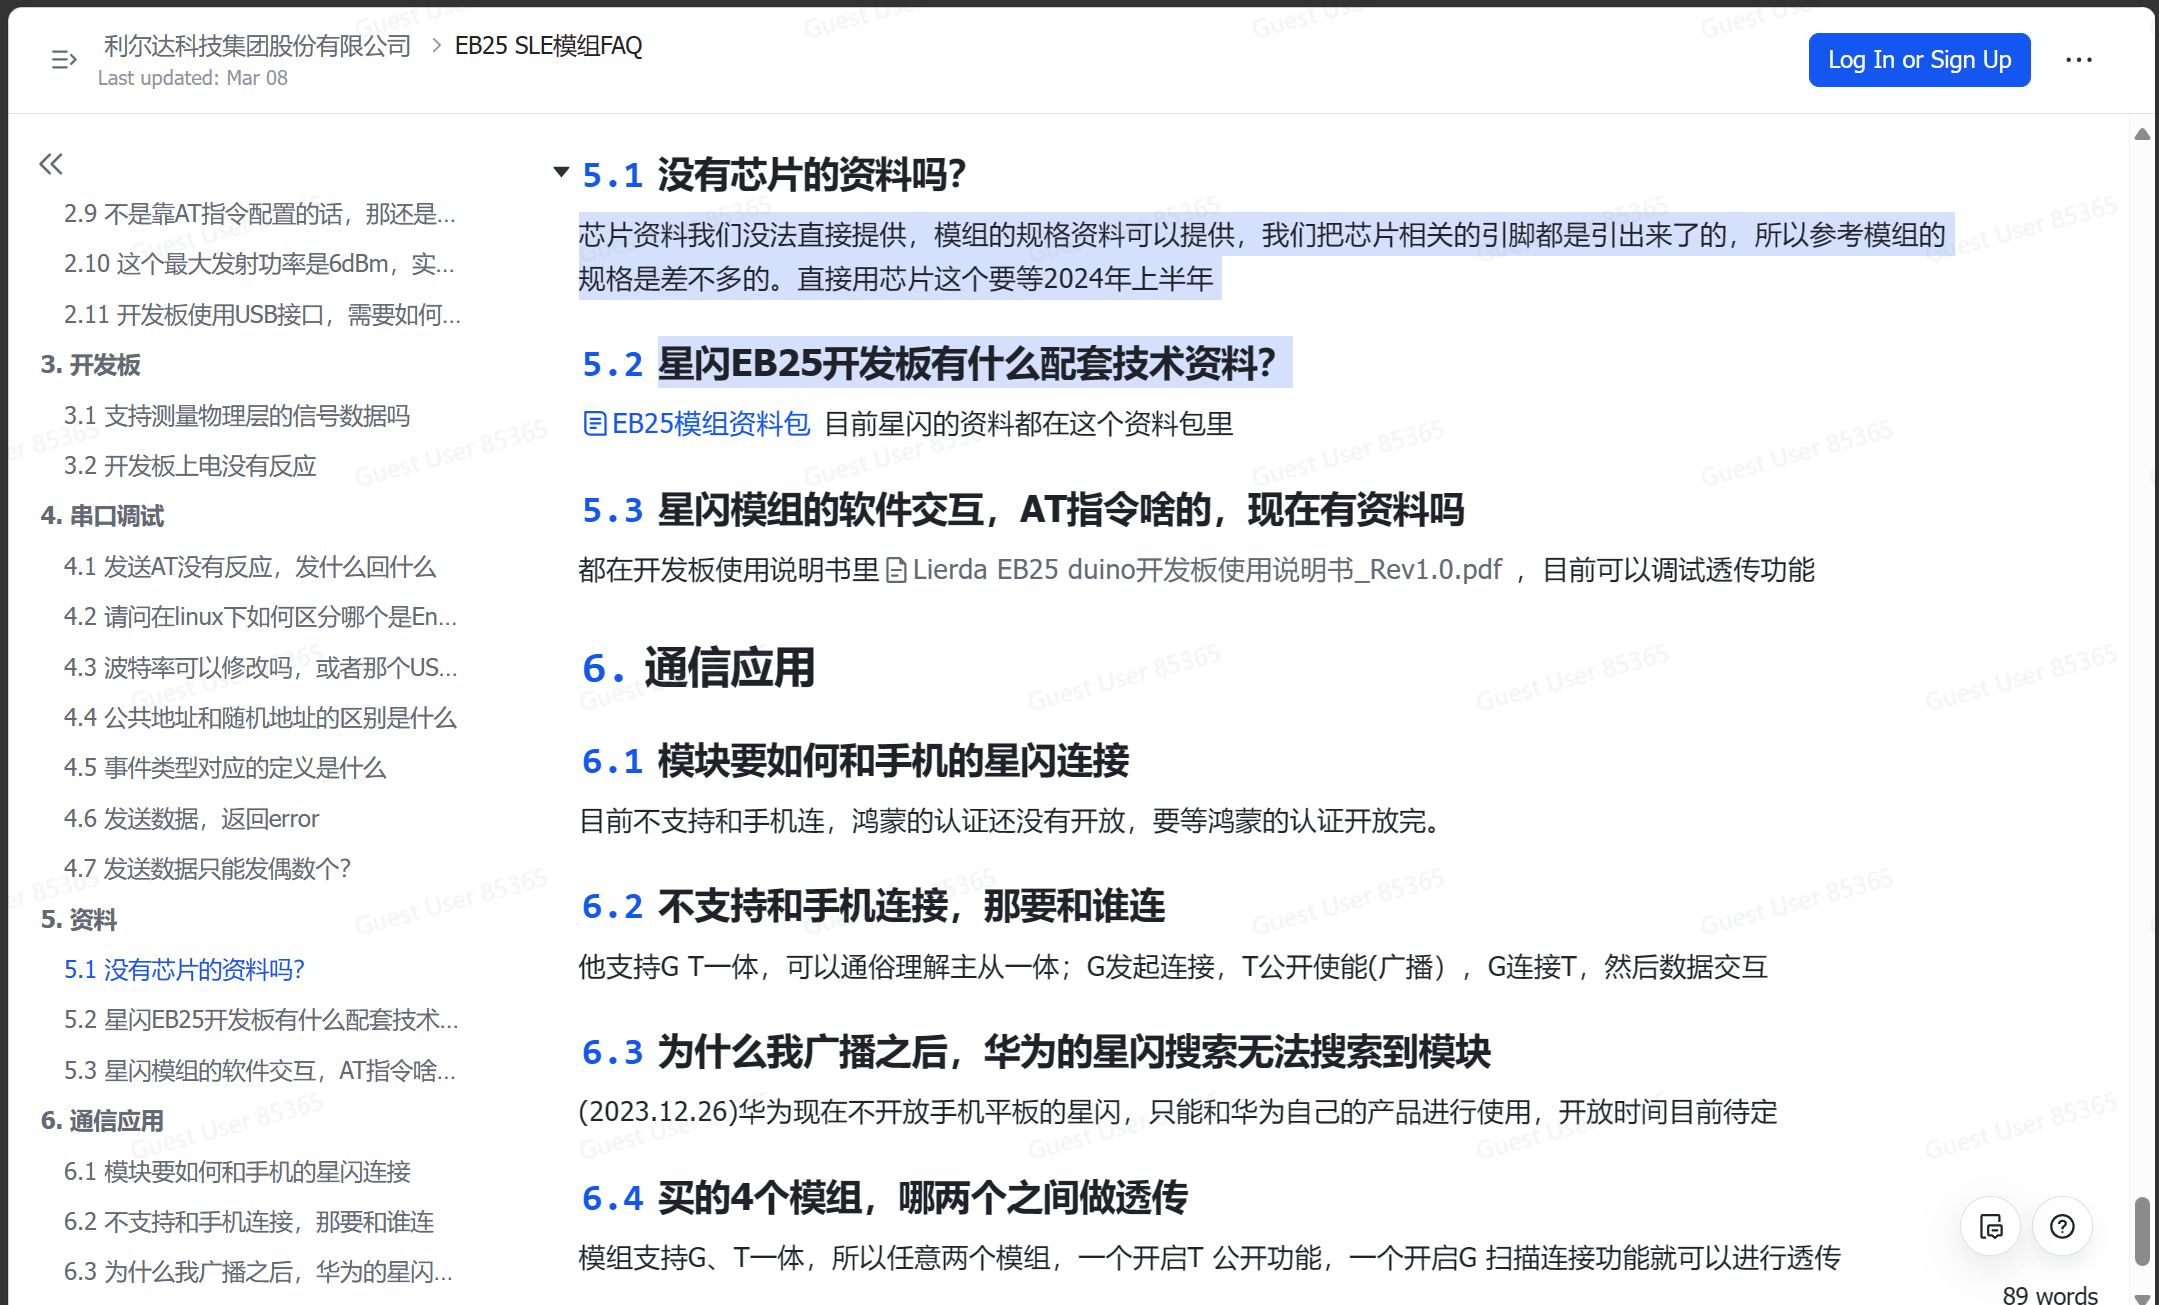 利尔达科技集团股份有限公司 > EB25 SLE模组FAQ
Last updated: Mar 08
Log In or Sign Up
2.9 不是靠AT指令配置的话，那还是...
2.10 这个最大发射功率是6dBm，实...
2.11 开发板使用USB接口，需要如何...
3. 开发板
3.1 支持测量物理层的信号数据吗
3.2 开发板上电没有反应
4. 串口调试
4.1 发送AT没有反应，发什么回什么
4.2 请问在linux下如何区分哪个是En...
4.3 波特率可以修改吗，或者那个US...
4.4 公共地址和随机地址的区别是什么
4.5 事件类型对应的定义是什么
4.6 发送数据，返回error
4.7 发送数据只能发偶数个？
5. 资料
5.1 没有芯片的资料吗？
5.2 星闪EB25开发板有什么配套技术...
5.3 星闪模组的软件交互，AT指令啥...
6. 通信应用
6.1 模块要如何和手机的星闪连接
6.2 不支持和手机连接，那要和谁连
6.3 为什么我广播之后，华为的星闪...
5.1 没有芯片的资料吗？
芯片资料我们没法直接提供，模组的规格资料可以提供，我们把芯片相关的引脚都是引出来了的，所以参考模组的
规格是差不多的。直接用芯片这个要等2024年上半年
5.2 星闪EB25开发板有什么配套技术资料？
EB25模组资料包 目前星闪的资料都在这个资料包里
5.3 星闪模组的软件交互，AT指令啥的，现在有资料吗
都在开发板使用说明书里 Lierda EB25 duino开发板使用说明书_Rev1.0.pdf ，目前可以调试透传功能
6. 通信应用
6.1 模块要如何和手机的星闪连接
目前不支持和手机连，鸿蒙的认证还没有开放，要等鸿蒙的认证开放完。
6.2 不支持和手机连接，那要和谁连
他支持G T一体，可以通俗理解主从一体；G发起连接，T公开使能(广播），G连接T，然后数据交互
6.3 为什么我广播之后，华为的星闪搜索无法搜索到模块
(2023.12.26)华为现在不开放手机平板的星闪，只能和华为自己的产品进行使用，开放时间目前待定
6.4 买的4个模组，哪两个之间做透传
模组支持G、T一体，所以任意两个模组，一个开启T 公开功能，一个开启G 扫描连接功能就可以进行透传
89 words
Guest User 85365